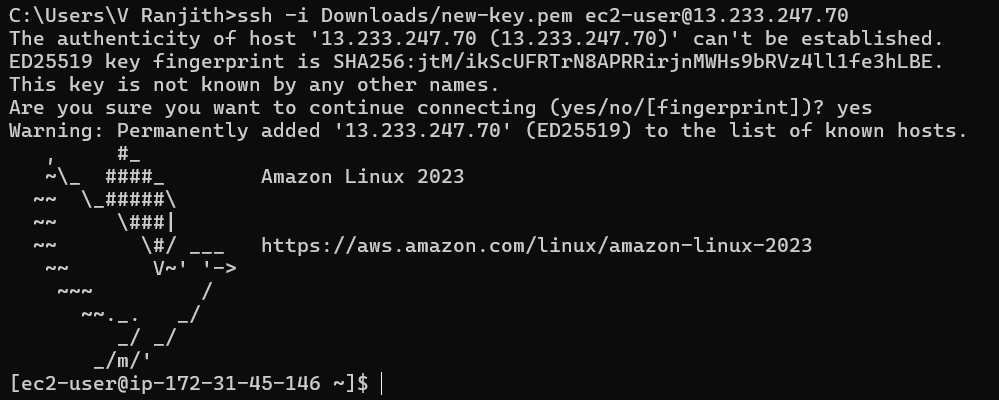 C:\Users\V Ranjith>ssh -i Downloads/new-key.pem ec2-user@13.233.247.70
The authenticity of host '13.233.247.70 (13.233.247.70)' can't be established.
ED25519 key fingerprint is SHA256:jtM/ikScUFRTrN8APRRirjnMWHs9bRVz4ll1fe3hLBE.
This key is not known by any other names.
Are you sure you want to continue connecting (yes/no/[fingerprint])? yes
Warning: Permanently added '13.233.247.70' (ED25519) to the list of known hosts.
   ,     #_
   ~\_  ####_        Amazon Linux 2023
  ~~  \_#####\
  ~~     \###|
  ~~       \#/ ___   https://aws.amazon.com/linux/amazon-linux-2023
   ~~       V~' '->
    ~~~         /
      ~~._.   _/
         _/ _/
       _/m/'
[ec2-user@ip-172-31-45-146 ~]$